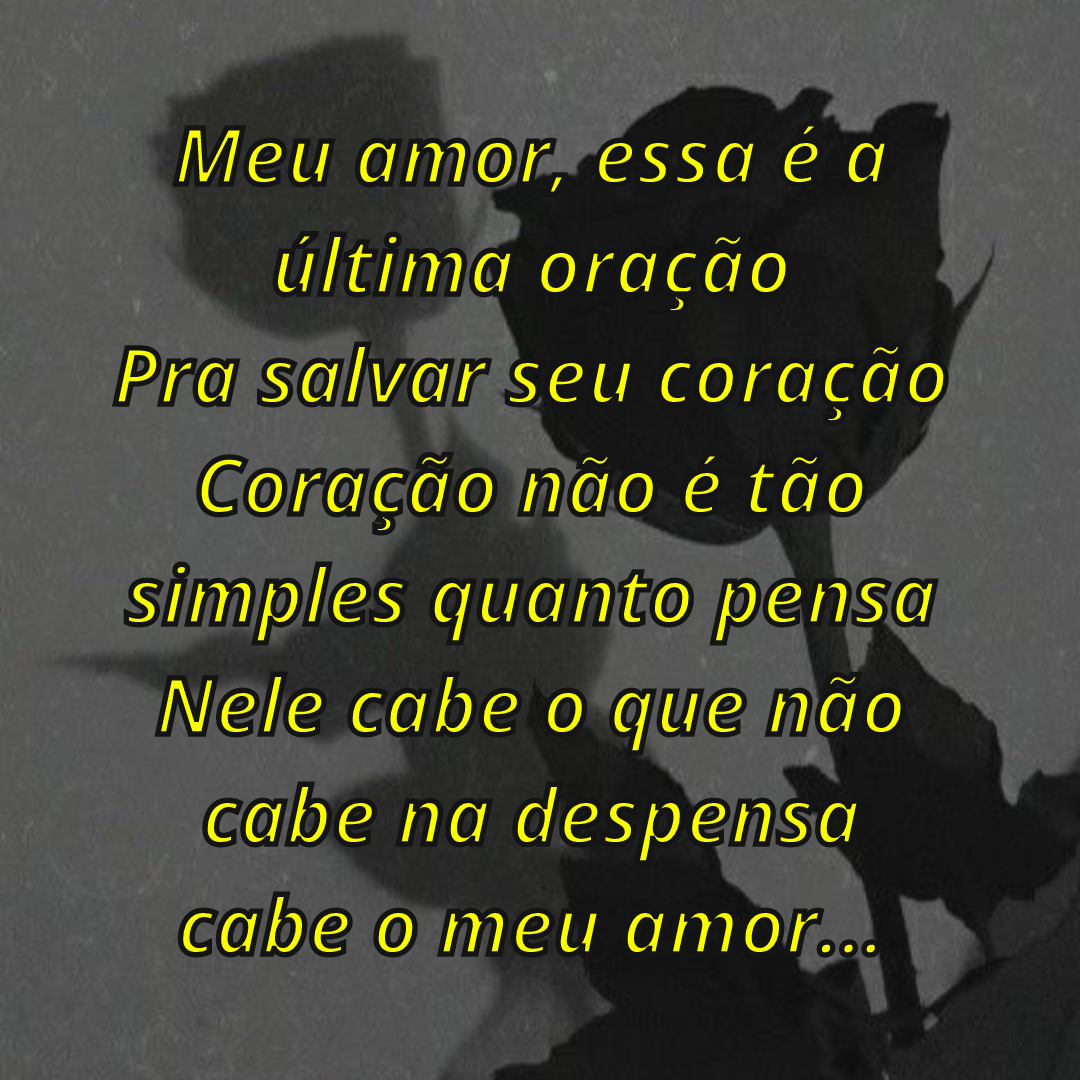 Meu amor, essa é a
última oração
Pra salvar seu coração
Coração não é tão
simples quanto pensa
Nele cabe o que não
cabe na despensa
cabe o meu amor...